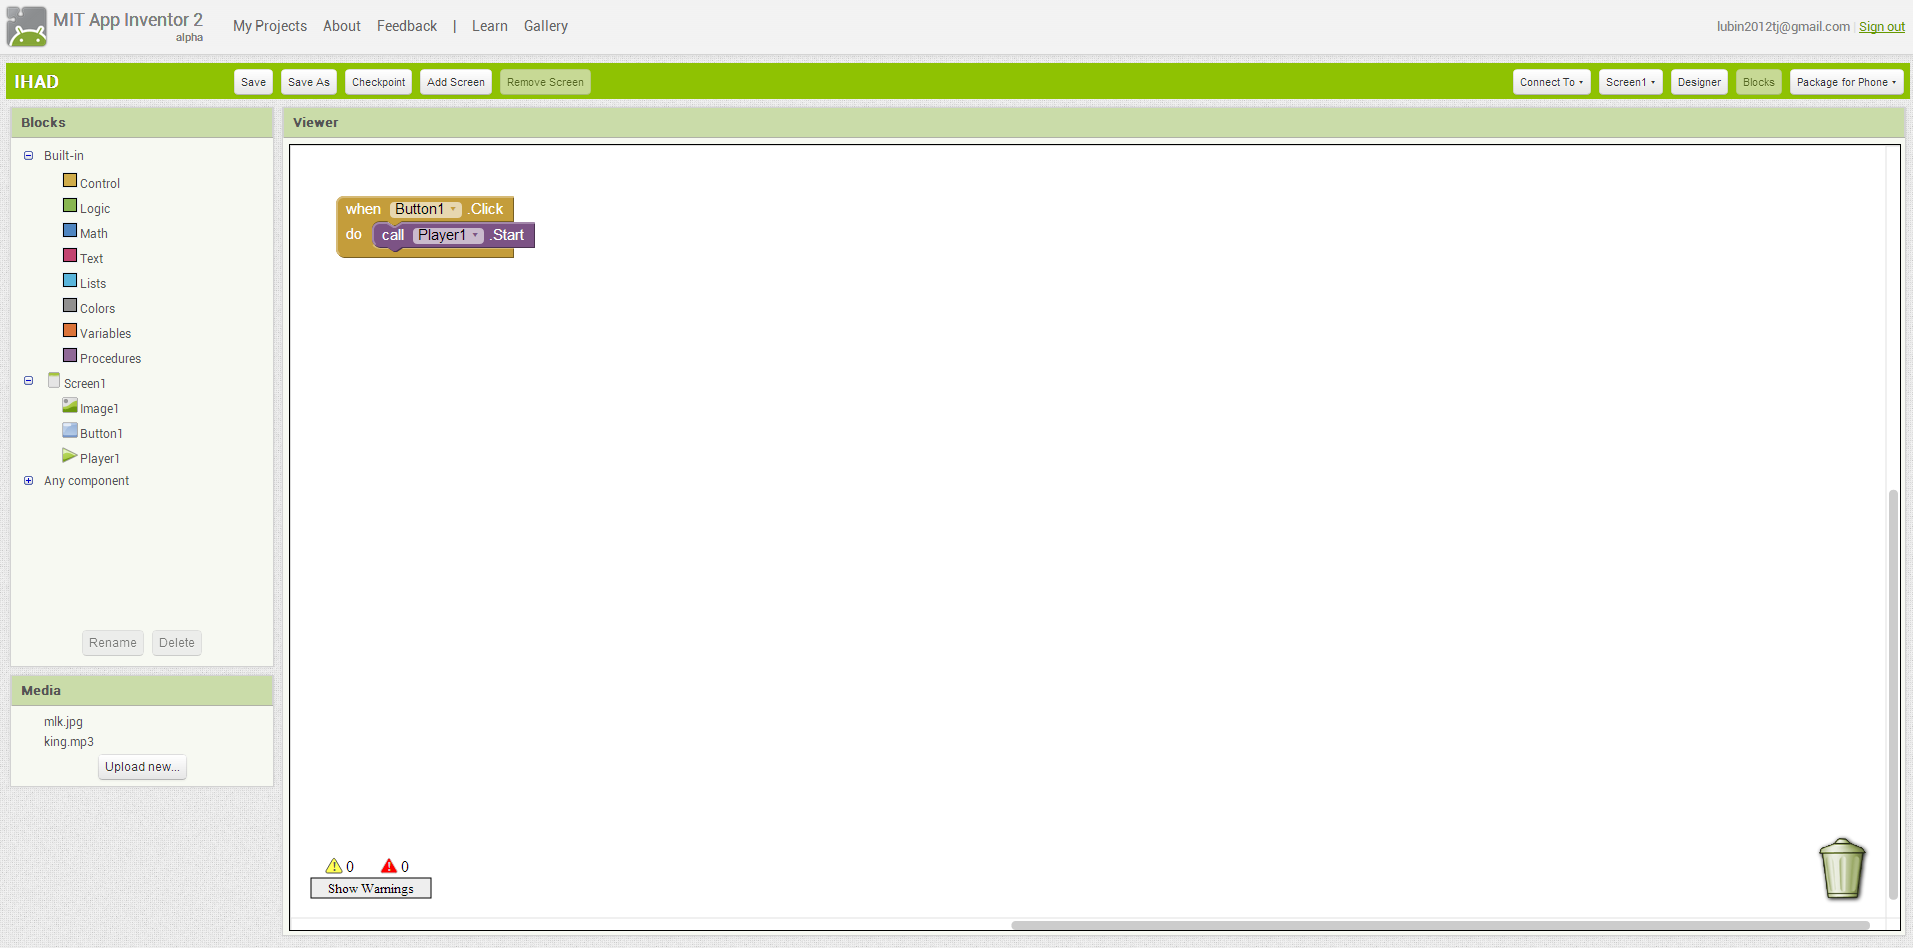 MIT App Inventor 2
alpha
My Projects About Feedback | Learn Gallery
lubin2012tj@gmail.com | Sign out
IHAD
Save Save As Checkpoint Add Screen Remove Screen
Connect To Screen1 Designer Blocks Package for Phone
Blocks
Built-in
Control
Logic
Math
Text
Lists
Colors
Variables
Procedures
Screen1
Image1
Button1
Player1
Any component
Rename Delete
Media
mlk.jpg
king.mp3
Upload new...
Viewer
when Button1 .Click
do call Player1 .Start
0 0
Show Warnings